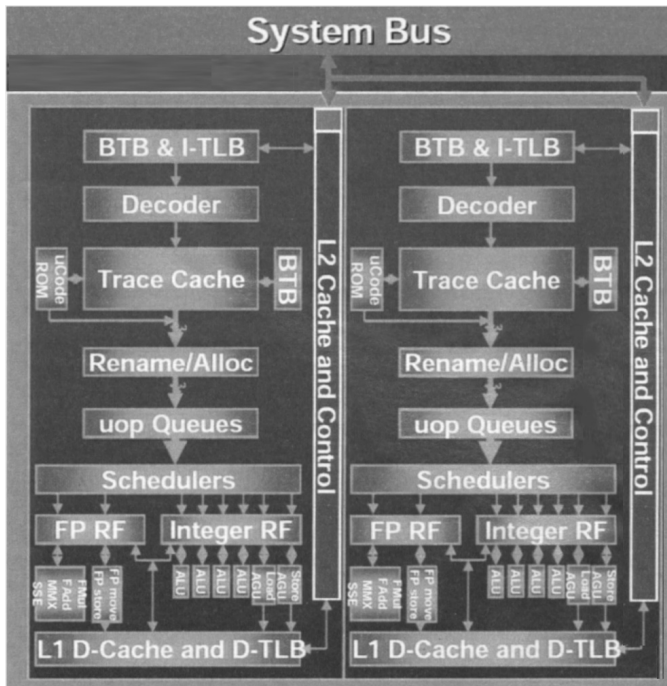 System Bus
BTB & I-TLB
Decoder
uCode
ROM
Trace Cache
BTB
3
Rename/Alloc
3
uop Queues
Schedulers
FP RF
Integer RF
FMul
FAdd
MMX
SSE
FP move
FP store
ALU
ALU
ALU
ALU
Load
AGU
Store
AGU
L1 D-Cache and D-TLB
L2 Cache and Control
BTB & I-TLB
Decoder
uCode
ROM
Trace Cache
BTB
3
Rename/Alloc
3
uop Queues
Schedulers
FP RF
Integer RF
FMul
FAdd
MMX
SSE
FP move
FP store
ALU
ALU
ALU
ALU
Load
AGU
Store
AGU
L1 D-Cache and D-TLB
L2 Cache and Control